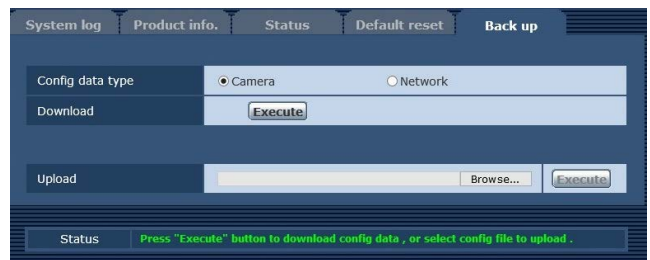 System log Product info. Status Default reset Back up
Config data type Camera Network
Download Execute
Upload Browse... Execute
Status Press "Execute" button to download config data , or select config file to upload .